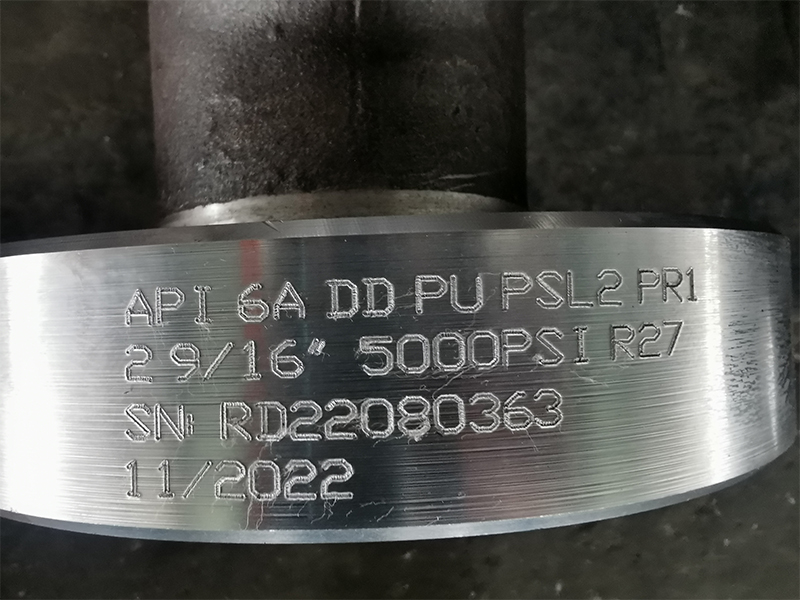 API 6A DD PU PSL2 PR1
2 9/16" 5000PSI R27
SN: RD22080363
11/2022